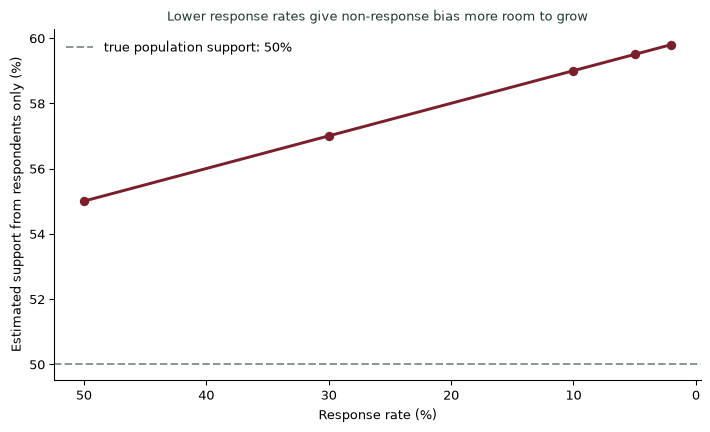 Lower response rates give non-response bias more room to grow
true population support: 50%
Estimated support from respondents only (%)
60
58
56
54
52
50
50 40 30 20 10 0
Response rate (%)